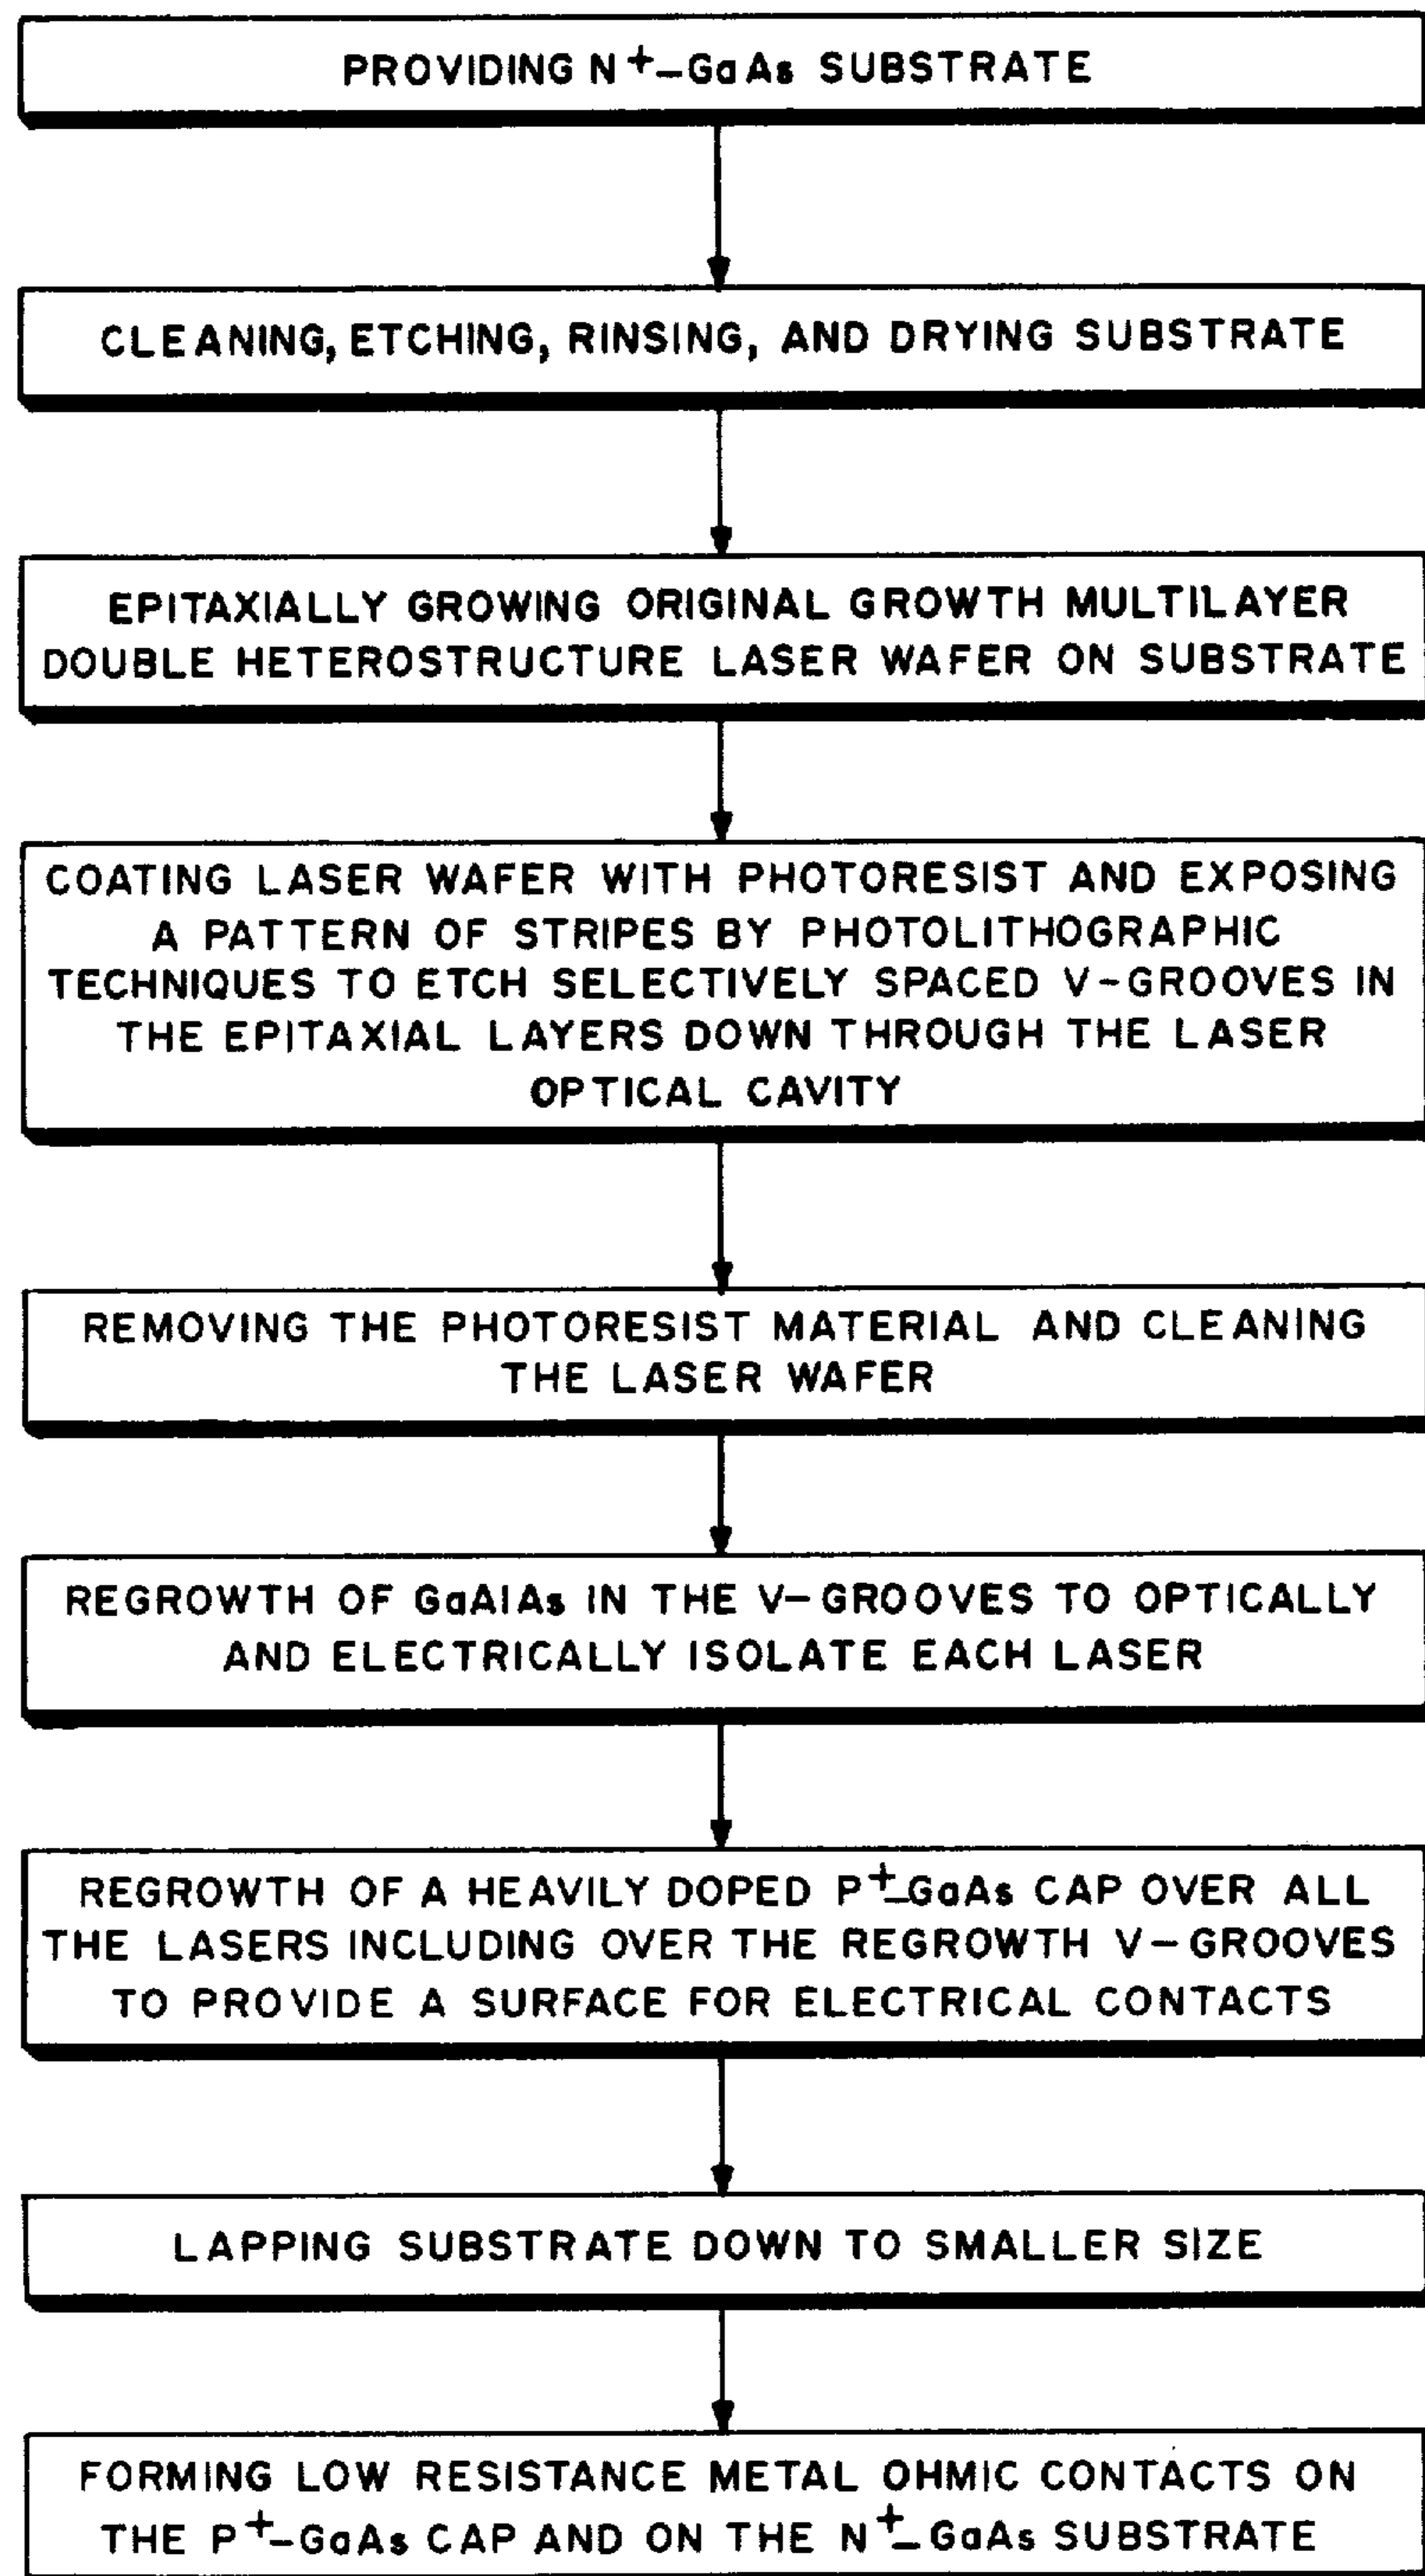 PROVIDING N+-GaAs SUBSTRATE
CLEANING, ETCHING, RINSING, AND DRYING SUBSTRATE
EPITAXIALLY GROWING ORIGINAL GROWTH MULTILAYER
DOUBLE HETEROSTRUCTURE LASER WAFER ON SUBSTRATE
COATING LASER WAFER WITH PHOTORESIST AND EXPOSING
A PATTERN OF STRIPES BY PHOTOLITHOGRAPHIC
TECHNIQUES TO ETCH SELECTIVELY SPACED V-GROOVES IN
THE EPITAXIAL LAYERS DOWN THROUGH THE LASER
OPTICAL CAVITY
REMOVING THE PHOTORESIST MATERIAL AND CLEANING
THE LASER WAFER
REGROWTH OF GaAlAs IN THE V-GROOVES TO OPTICALLY
AND ELECTRICALLY ISOLATE EACH LASER
REGROWTH OF A HEAVILY DOPED P+-GaAs CAP OVER ALL
THE LASERS INCLUDING OVER THE REGROWTH V-GROOVES
TO PROVIDE A SURFACE FOR ELECTRICAL CONTACTS
LAPPING SUBSTRATE DOWN TO SMALLER SIZE
FORMING LOW RESISTANCE METAL OHMIC CONTACTS ON
THE P+-GaAs CAP AND ON THE N+-GaAs SUBSTRATE